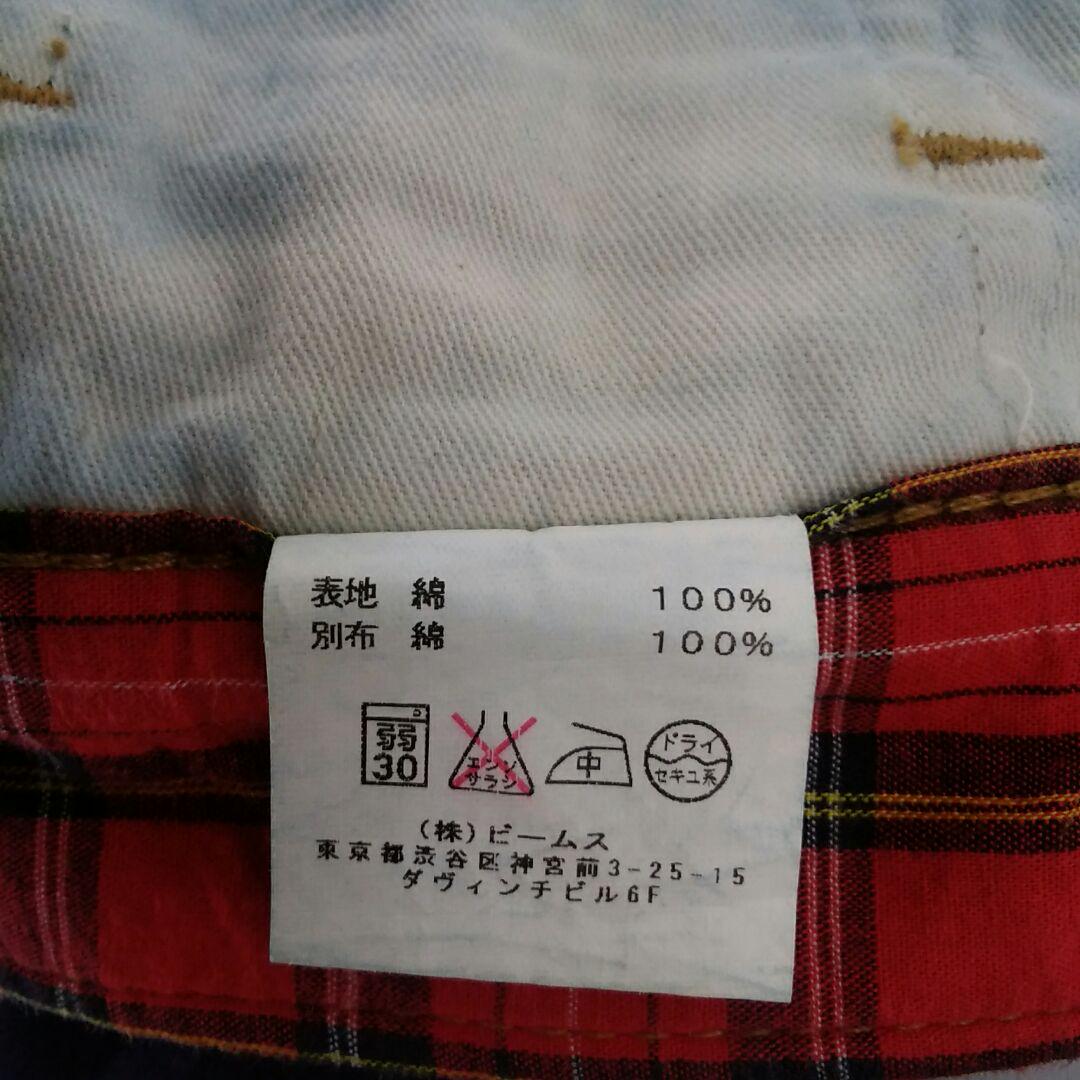 表地 綿 100%
別布 綿 100%
弱
30
エンソ
サラシ
中
ドライ
セキユ系
(株)ビームス
東京都渋谷区神宮前3-25-15
ダヴィンチビル6F